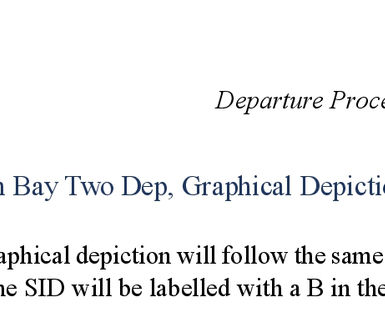 Departure Proce
n Bay Two Dep, Graphical Depictio
aphical depiction will follow the same
he SID will be labelled with a B in the